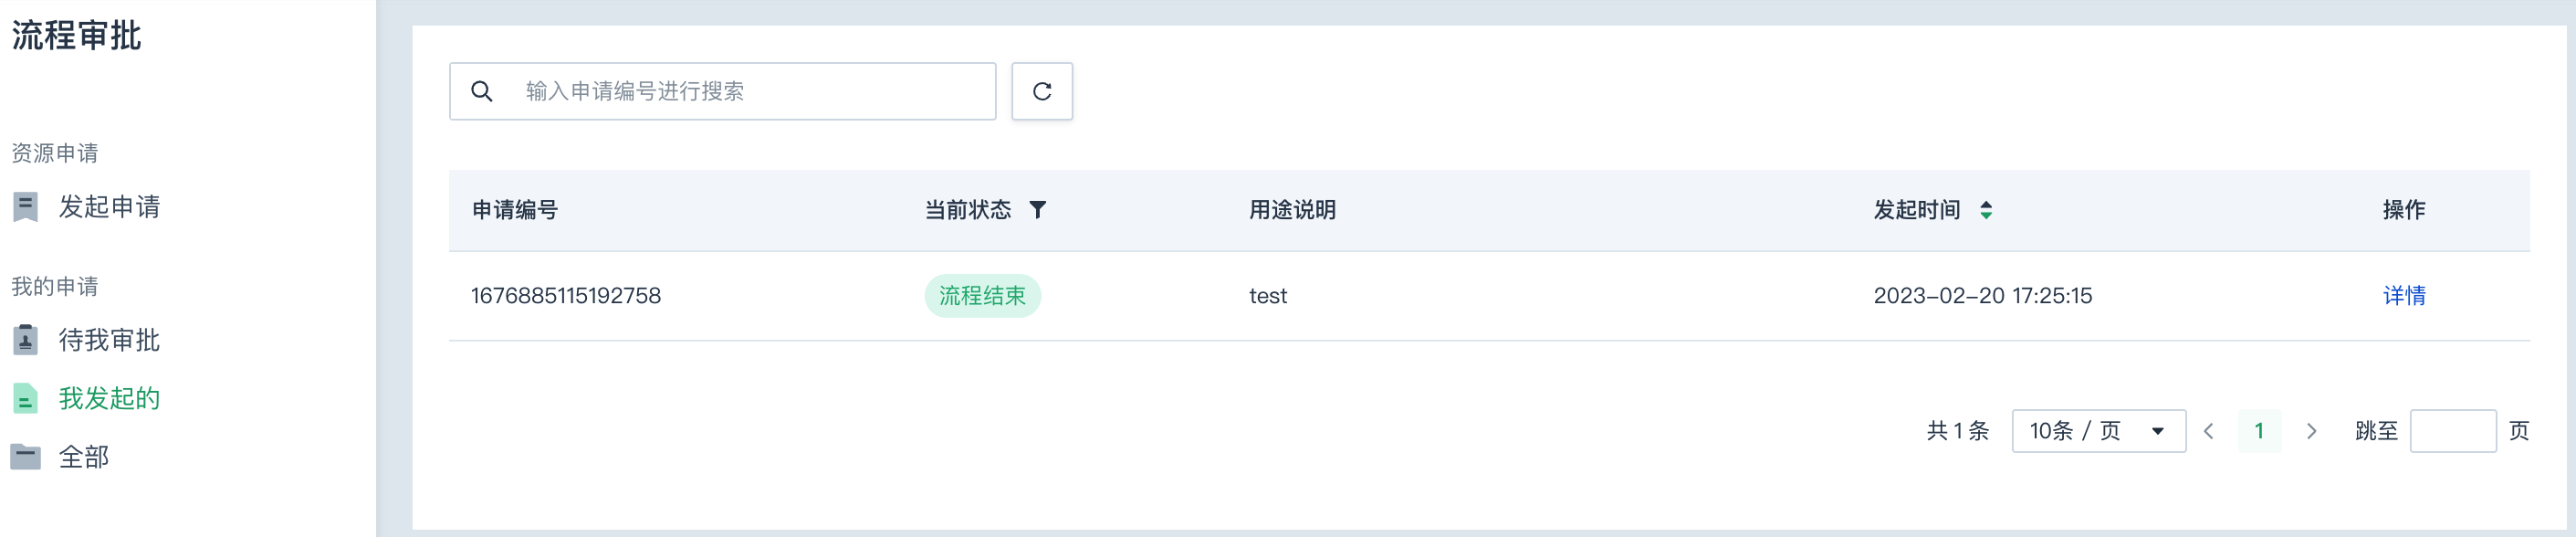 流程审批
资源申请
发起申请
我的申请
待我审批
我发起的
全部
输入申请编号进行搜索
申请编号 当前状态 用途说明 发起时间 操作
1676885115192758 流程结束 test 2023-02-20 17:25:15 详情
共 1 条 10条 / 页 1 跳至 页